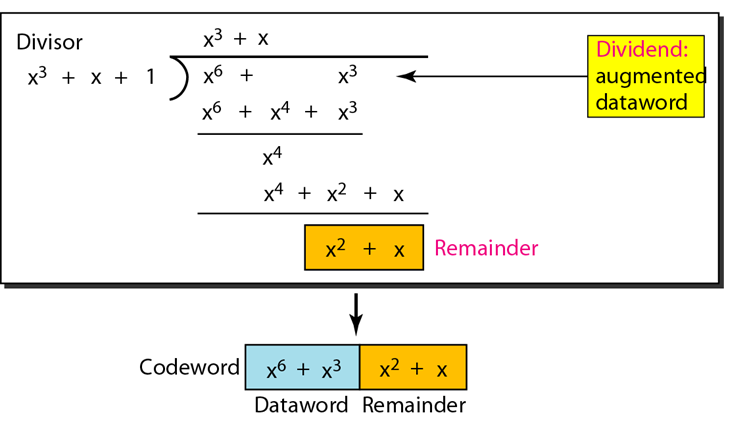 x³ + x
Divisor
x³ + x + 1
x⁶ + x³
Dividend:
augmented
dataword
x⁶ + x⁴ + x³
x⁴
x⁴ + x² + x
x² + x Remainder
Codeword x⁶ + x³ x² + x
Dataword Remainder